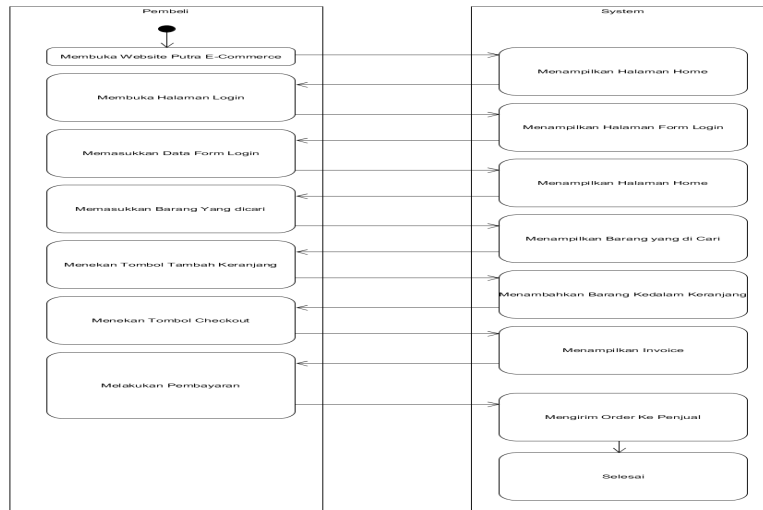 Pembeli
System
Membuka Website Putra E-Commerce
Menampilkan Halaman Home
Membuka Halaman Login
Menampilkan Halaman Form Login
Memasukkan Data Form Login
Menampilkan Halaman Home
Memasukkan Barang Yang dicari
Menampilkan Barang yang di Cari
Menekan Tombol Tambah Keranjang
Menambahkan Barang Kedalam Keranjang
Menekan Tombol Checkout
Menampilkan Invoice
Melakukan Pembayaran
Mengirim Order Ke Penjual
Selesai